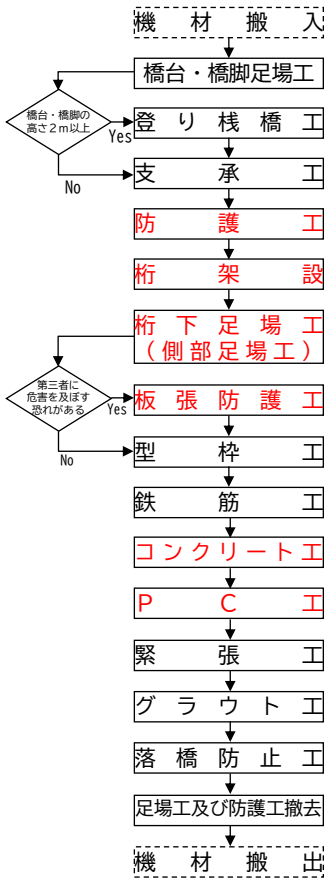 機材搬入
橋台・橋脚足場工
橋台・橋脚の
高さ２ｍ以上
Yes
登り桟橋工
No
支承工
防護工
桁架設
桁下足場工
（側部足場工）
第三者に
危害を及ぼす
恐れがある
Yes
板張防護工
No
型枠工
鉄筋工
コンクリート工
ＰＣ工
緊張工
グラウト工
落橋防止工
足場工及び防護工撤去
機材搬出